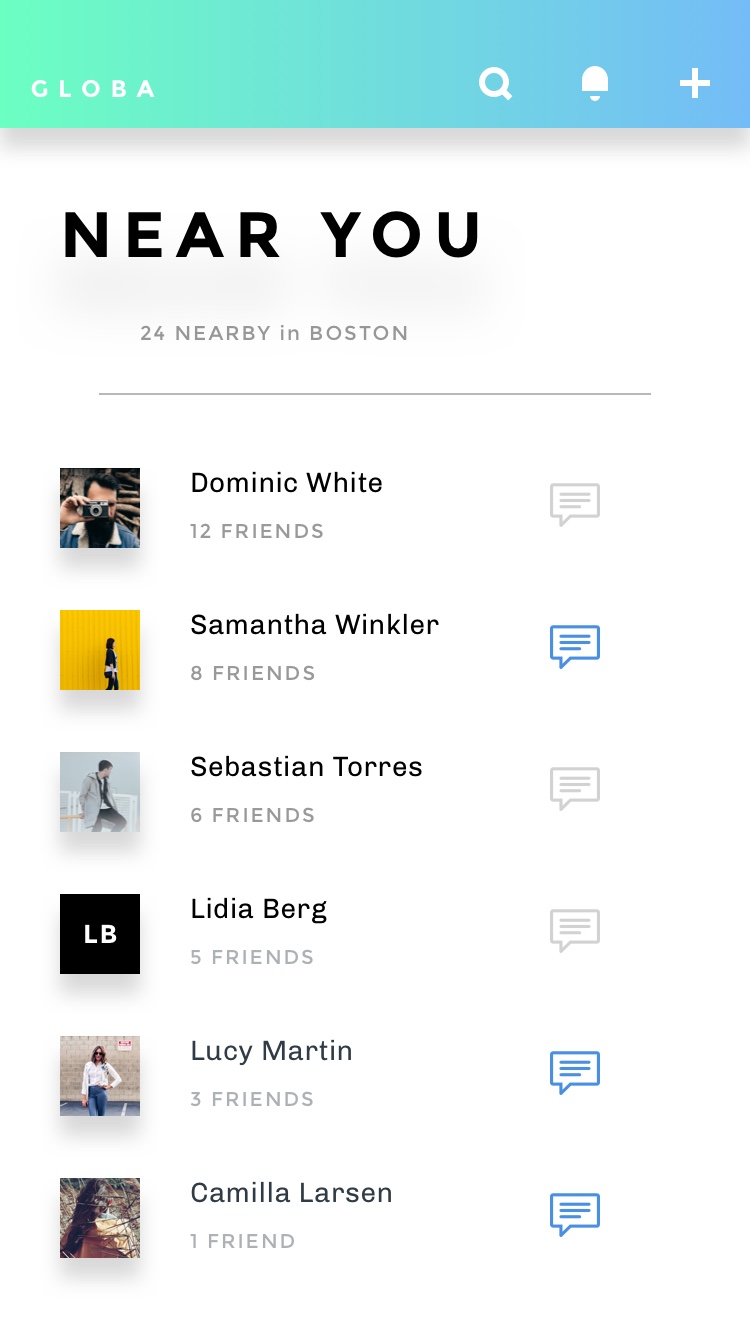 GLOBA
NEAR YOU
24 NEARBY in BOSTON
Dominic White
12 FRIENDS
Samantha Winkler
8 FRIENDS
Sebastian Torres
6 FRIENDS
LB
Lidia Berg
5 FRIENDS
Lucy Martin
3 FRIENDS
Camilla Larsen
1 FRIEND